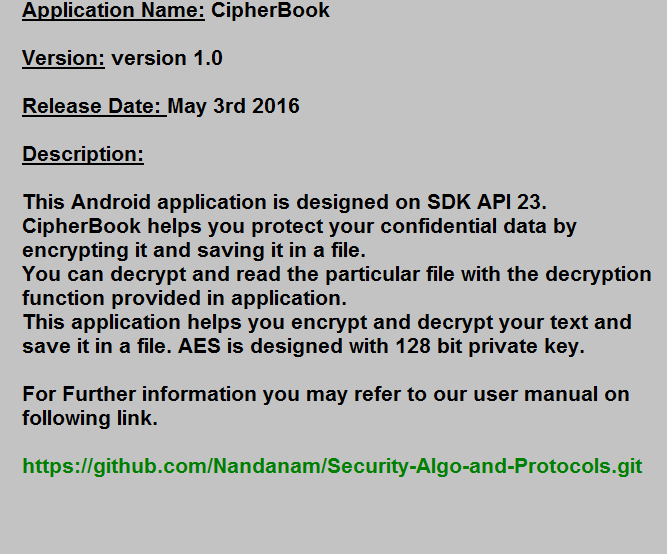 Application Name: CipherBook
Version: version 1.0
Release Date: May 3rd 2016
Description:
This Android application is designed on SDK API 23.
CipherBook helps you protect your confidential data by
encrypting it and saving it in a file.
You can decrypt and read the particular file with the decryption
function provided in application.
This application helps you encrypt and decrypt your text and
save it in a file. AES is designed with 128 bit private key.
For Further information you may refer to our user manual on
following link.
https://github.com/Nandanam/Security-Algo-and-Protocols.git